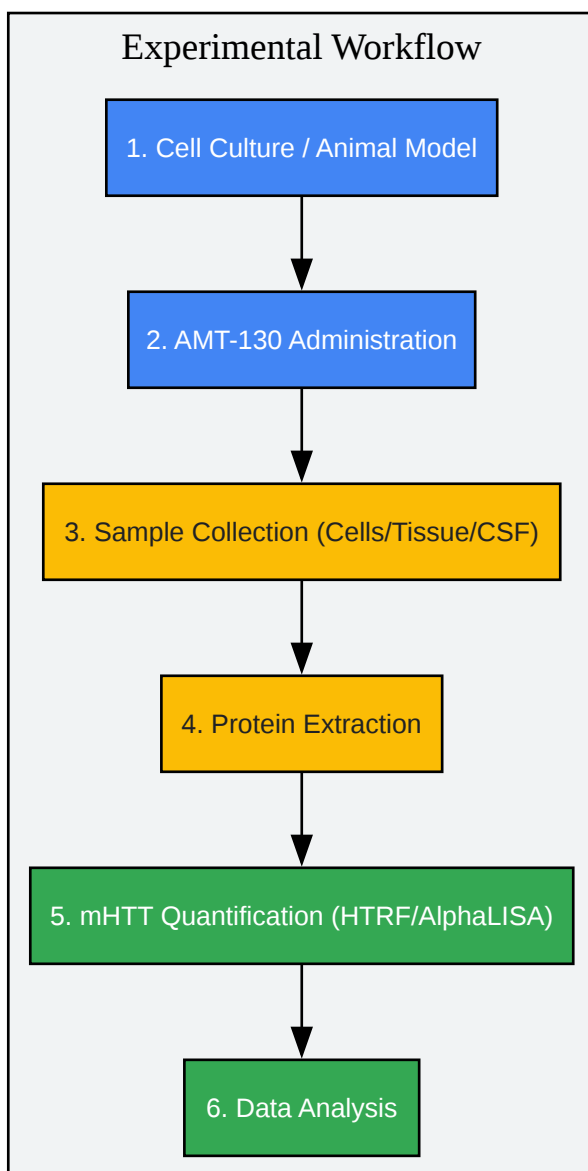 Experimental Workflow
1. Cell Culture / Animal Model
2. AMT-130 Administration
3. Sample Collection (Cells/Tissue/CSF)
4. Protein Extraction
5. mHTT Quantification (HTRF/AlphaLISA)
6. Data Analysis